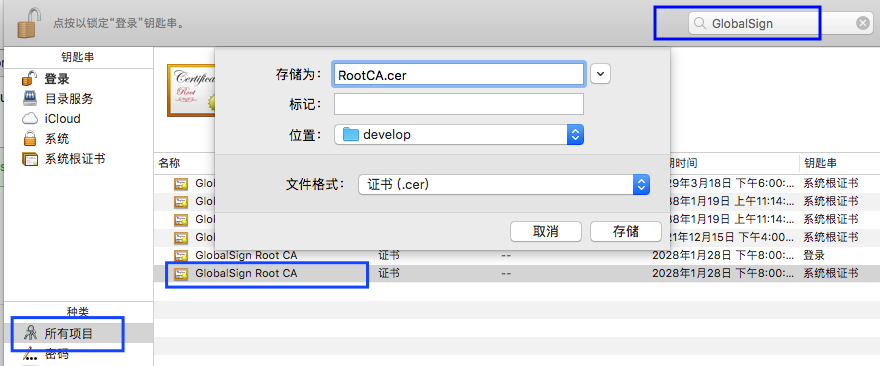 点按以锁定“登录”钥匙串。
GlobalSign
钥匙串
登录
目录服务
iCloud
系统
系统根证书
种类
所有项目
密码
存储为：
RootCA.cer
标记：
位置：
develop
文件格式：
证书 (.cer)
取消
存储
名称
期时间
钥匙串
Glo
29年3月18日 下午6:00:...
系统根证书
Glo
38年1月19日 上午11:14:...
系统根证书
Glo
38年1月19日 上午11:14:...
系统根证书
Glo
21年12月15日 下午4:00...
系统根证书
GlobalSign Root CA
证书
--
2028年1月28日 下午8:00:...
登录
GlobalSign Root CA
证书
--
2028年1月28日 下午8:00:...
系统根证书